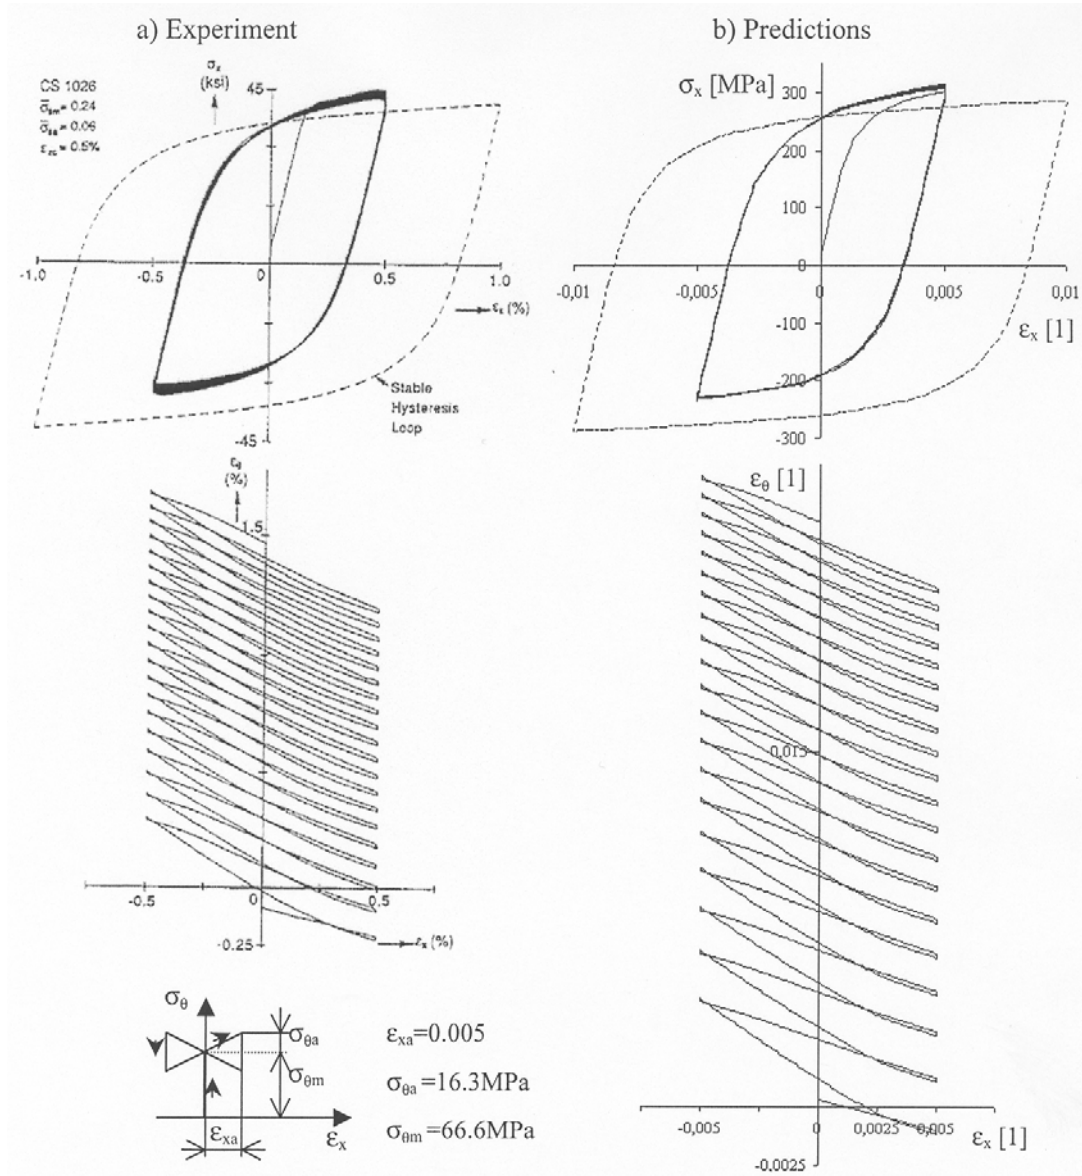 a) Experiment
b) Predictions
CS 1026
σ̅θm = 0.24
σ̅θa = 0.06
εxc = 0.5%
σx
(ksi)
45
-1.0
-0.5
0
0.5
1.0
εx (%)
Stable
Hysteresis
Loop
-45
σx [MPa]
300
200
100
0
-0,01
-0,005
0
0,005
0,01
εx [1]
-100
-200
-300
εθ
(%)
1.5
-0.5
0
0.5
-0.25
εx (%)
εθ [1]
0,015
-0,005
0
0,0025
0,005
εx [1]
-0.0025
σθ
σθa
σθm
εxa
εx
εxa=0.005
σθa =16.3MPa
σθm =66.6MPa